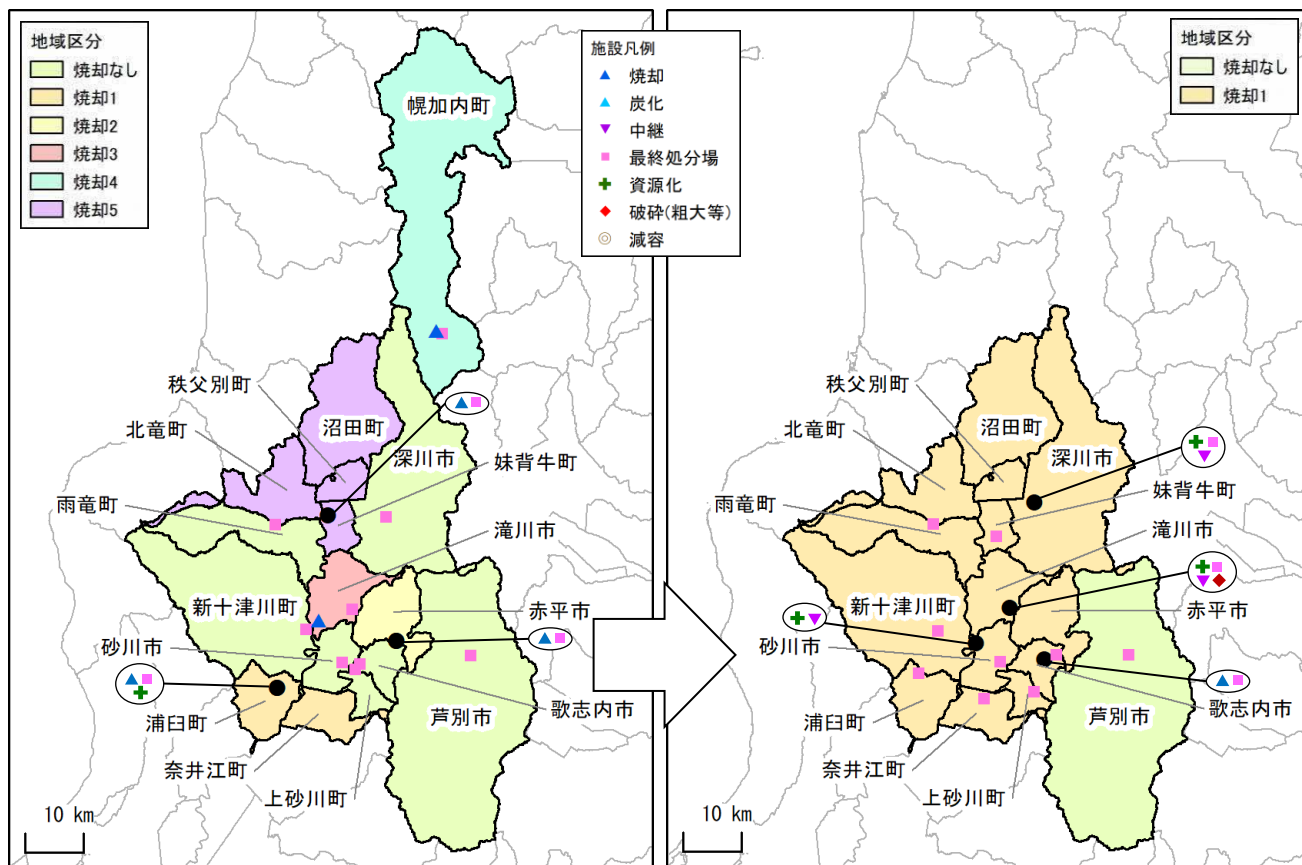 地域区分
焼却なし
焼却1
焼却2
焼却3
焼却4
焼却5
幌加内町
秩父別町
沼田町
北竜町
深川市
妹背牛町
雨竜町
滝川市
新十津川町
赤平市
砂川市
浦臼町
歌志内市
芦別市
奈井江町
上砂川町
10 km
施設凡例
焼却
炭化
中継
最終処分場
資源化
破砕(粗大等)
減容
地域区分
焼却なし
焼却1
秩父別町
沼田町
北竜町
深川市
妹背牛町
雨竜町
滝川市
新十津川町
赤平市
砂川市
浦臼町
歌志内市
芦別市
奈井江町
上砂川町
10 km